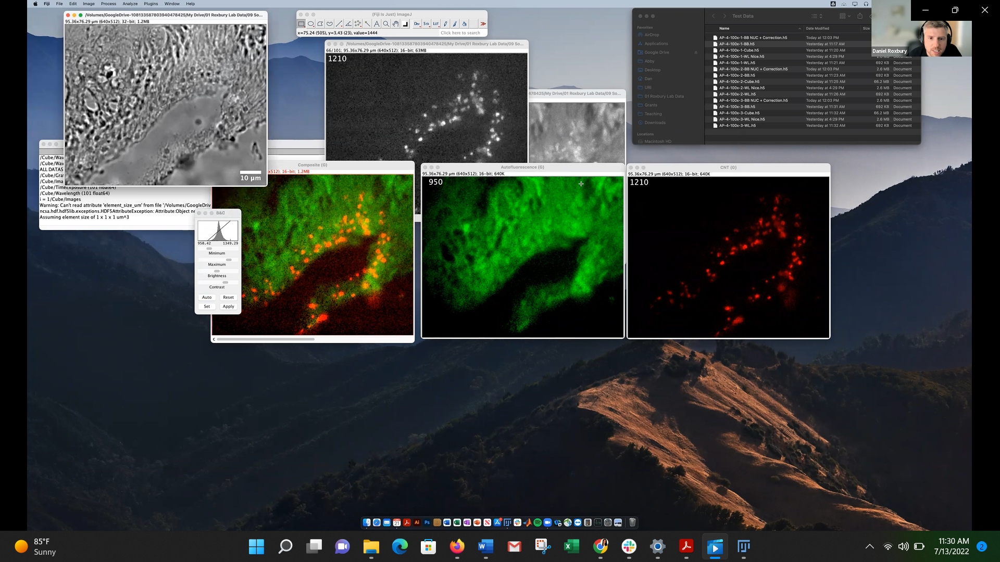 Fiji File Edit Image Process Analyze Plugins Window Help
/Volumes/GoogleDrive-108133587803940478425/My Drive/01 Roxbury Lab Data/09 So...
95.36x76.29 µm (640x512); 32-bit; 1.2MB
10 µm
(Fiji Is Just) ImageJ
Dev Stk LUT
x=75.24 (505), y=3.43 (23), value=1444
Click here to search
/Volumes/GoogleDrive-108133587803940478425/My Drive/01 Roxbury Lab Data/09 So...
66/101; 95.36x76.29 µm (640x512); 16-bit; 63MB
1210
478425/My Drive/01 Roxbury Lab Data/09 So...
Test Data
Favorites
AirDrop
Applications
Google Drive
Abby
Desktop
Dan
URI
01 Roxbury Lab Data
Grants
Teaching
Downloads
Locations
Macintosh HD
Name Date Modified Size
AP-4-100x-1-BB NUC + Correction.h5 Today at 12:03 PM
AP-4-100x-1-BB.h5 Yesterday at 11:17 AM
AP-4-100x-1-Cube.h5 Yesterday at 11:20 AM
AP-4-100x-1-WL Nice.h5 Yesterday at 4:29 PM 2.6 MB Document
AP-4-100x-1-WL.h5 Yesterday at 11:21 AM 692 KB Document
AP-4-100x-2-BB NUC + Correction.h5 Today at 12:03 PM 2.6 MB Document
AP-4-100x-2-BB.h5 Yesterday at 11:23 AM 692 KB Document
AP-4-100x-2-Cube.h5 Yesterday at 11:25 AM 66.2 MB Document
AP-4-100x-2-WL Nice.h5 Yesterday at 4:29 PM 2.6 MB Document
AP-4-100x-2-WL.h5 Yesterday at 11:26 AM 692 KB Document
AP-4-100x-3-BB NUC + Correction.h5 Today at 12:03 PM 2.6 MB Document
AP-4-100x-3-BB.h5 Yesterday at 11:31 AM 692 KB Document
AP-4-100x-3-Cube.h5 Yesterday at 11:32 AM 66.2 MB Document
AP-4-100x-3-WL Nice.h5 Yesterday at 4:29 PM 2.6 MB Document
AP-4-100x-3-WL.h5 Yesterday at 11:32 AM 692 KB Document
Daniel Roxbury
/Cube/Wav
/Cube/Wav
ALL DATAS
/Cube/Grat
/Cube/Ima
/Cube/TimeExposure (101 float64)
/Cube/Wavelength (101 float64)
i = 1/Cube/Images
Warning: Can't read attribute 'element_size_um' from file '/Volumes/GoogleDriv
ncsa.hdf.hdf5lib.exceptions.HDF5AttributeException: Attribute:Object no
Assuming element size of 1 x 1 x 1 um^3
B&C
950.42 1349.29
Minimum
Maximum
Brightness
Contrast
Auto Reset
Set Apply
Composite (G)
x512); 16-bit; 1.2MB
c
Autofluorescence (G)
95.36x76.29 µm (640x512); 16-bit; 640K
950
CNT (G)
95.36x76.29 µm (640x512); 16-bit; 640K
1210
21 Ai Ps
85°F
Sunny
W
11:30 AM
7/13/2022
2